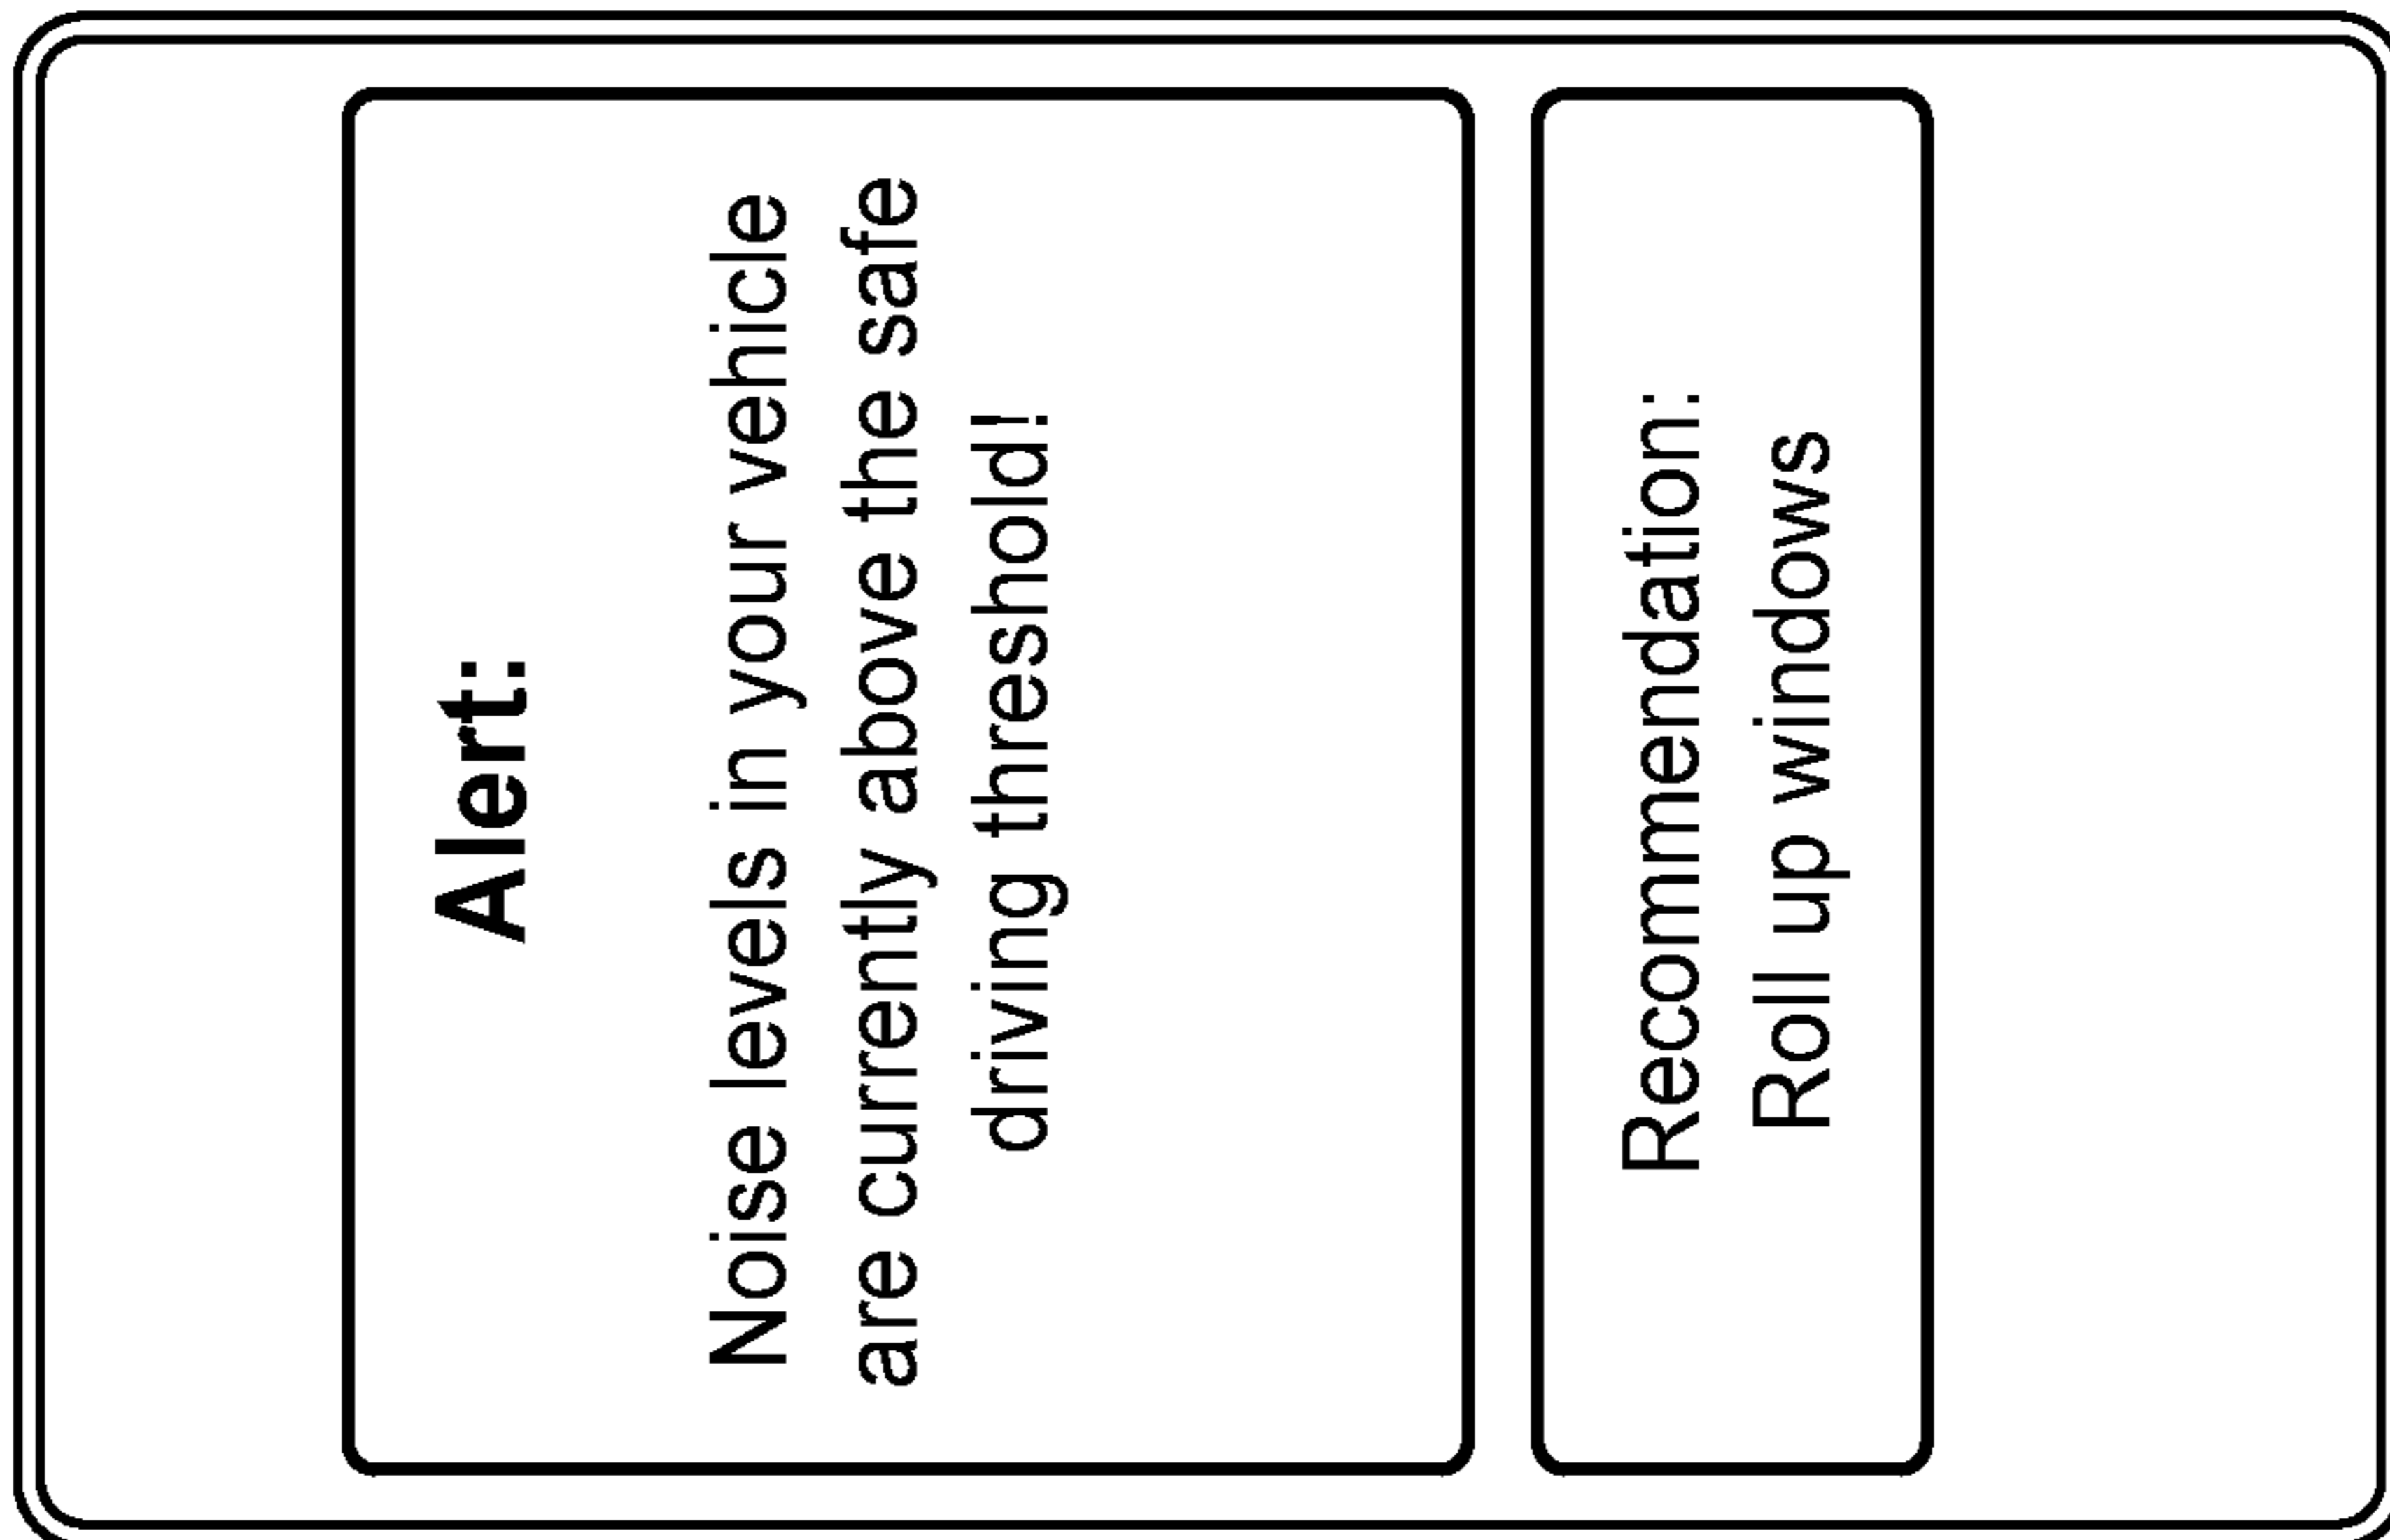 Alert:
Noise levels in your vehicle
are currently above the safe
driving threshold!
Recommendation:
Roll up windows